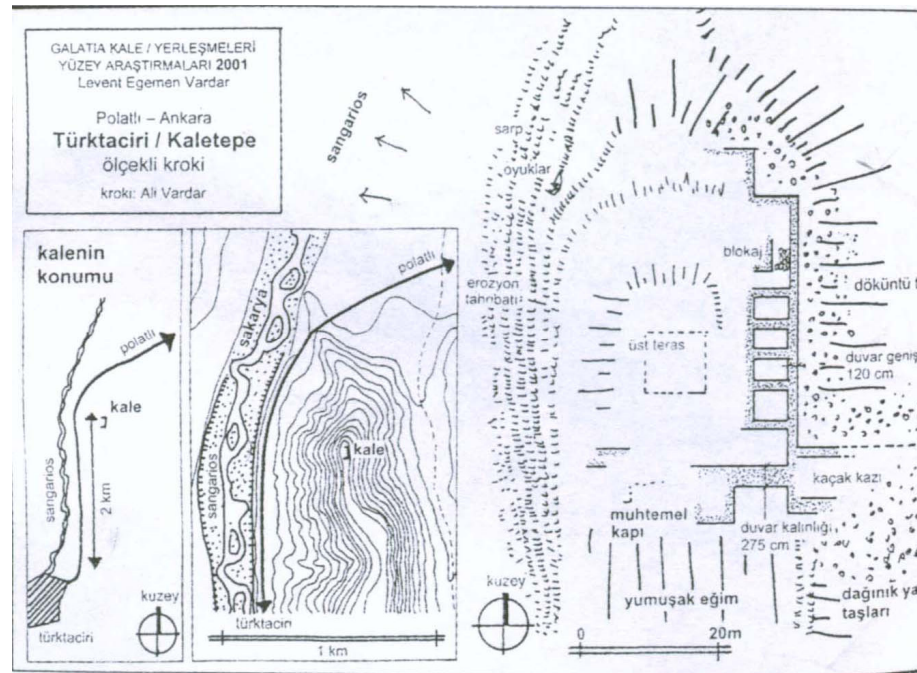 GALATIA KALE / YERLEŞMELERİ
YÜZEY ARAŞTIRMALARI 2001
Levent Egemen Vardar
Polatlı – Ankara
Türktaciri / Kaletepe
ölçekli kroki
kroki: Ali Vardar
sangarios
kalenin
konumu
polatlı
kale
sangarios
2 km
kuzey
türktaciri
polatlı
sakarya
sangarios
kale
türktaciri
1 km
sarp
oyuklar
erozyon
tahribatı
blokaj
üst teras
döküntü
duvar geniş
120 cm
kaçak kazı
muhtemel
kapı
duvar kalınlığı
275 cm
kuzey
yumuşak eğim
dağınık
taşları
0 20m